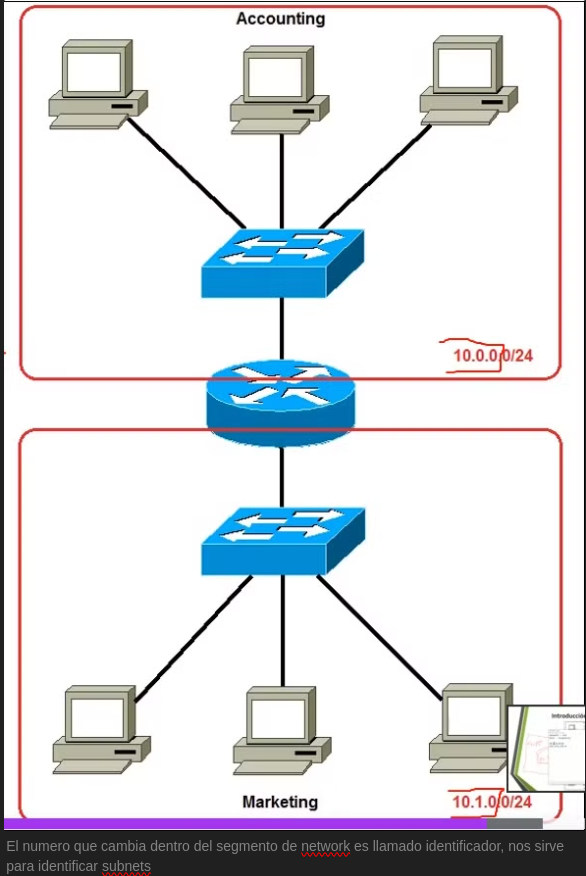 Accounting
10.0.0.0/24
Introducción
Marketing
10.1.0.0/24
El numero que cambia dentro del segmento de network es llamado identificador, nos sirve
para identificar subnets